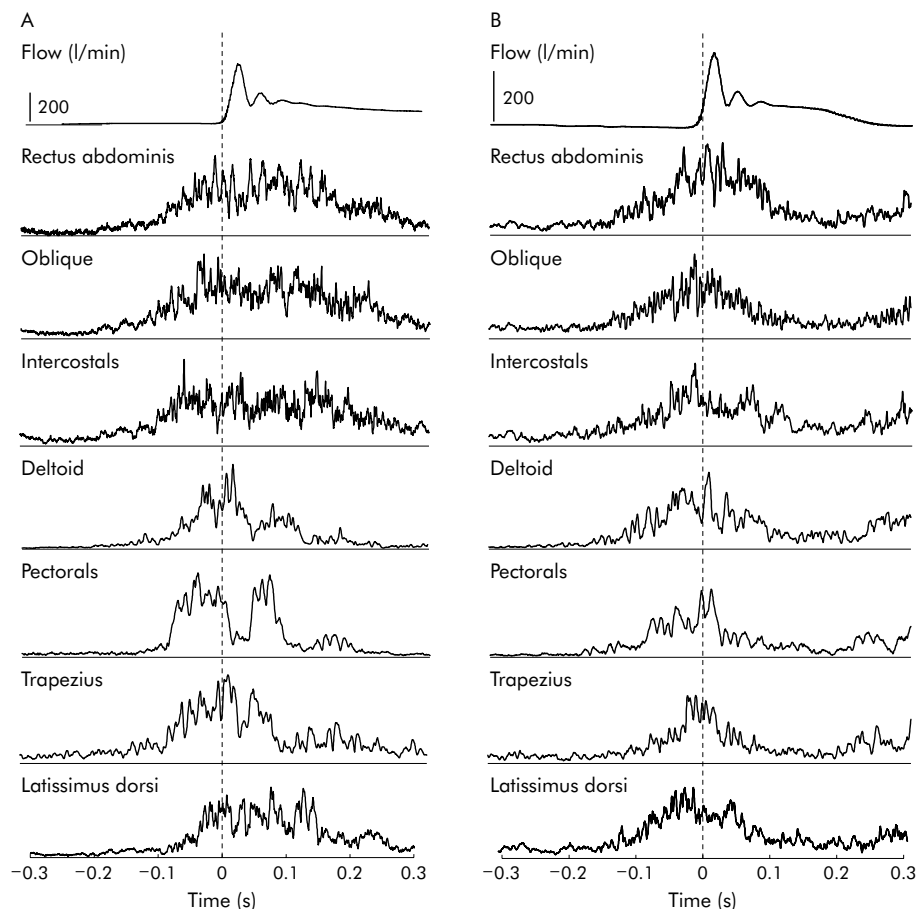 A
Flow (l/min)
200
Rectus abdominis
Oblique
Intercostals
Deltoid
Pectorals
Trapezius
Latissimus dorsi
−0.3 −0.2 −0.1 0 0.1 0.2 0.3
Time (s)
B
Flow (l/min)
200
Rectus abdominis
Oblique
Intercostals
Deltoid
Pectorals
Trapezius
Latissimus dorsi
−0.3 −0.2 −0.1 0 0.1 0.2 0.3
Time (s)